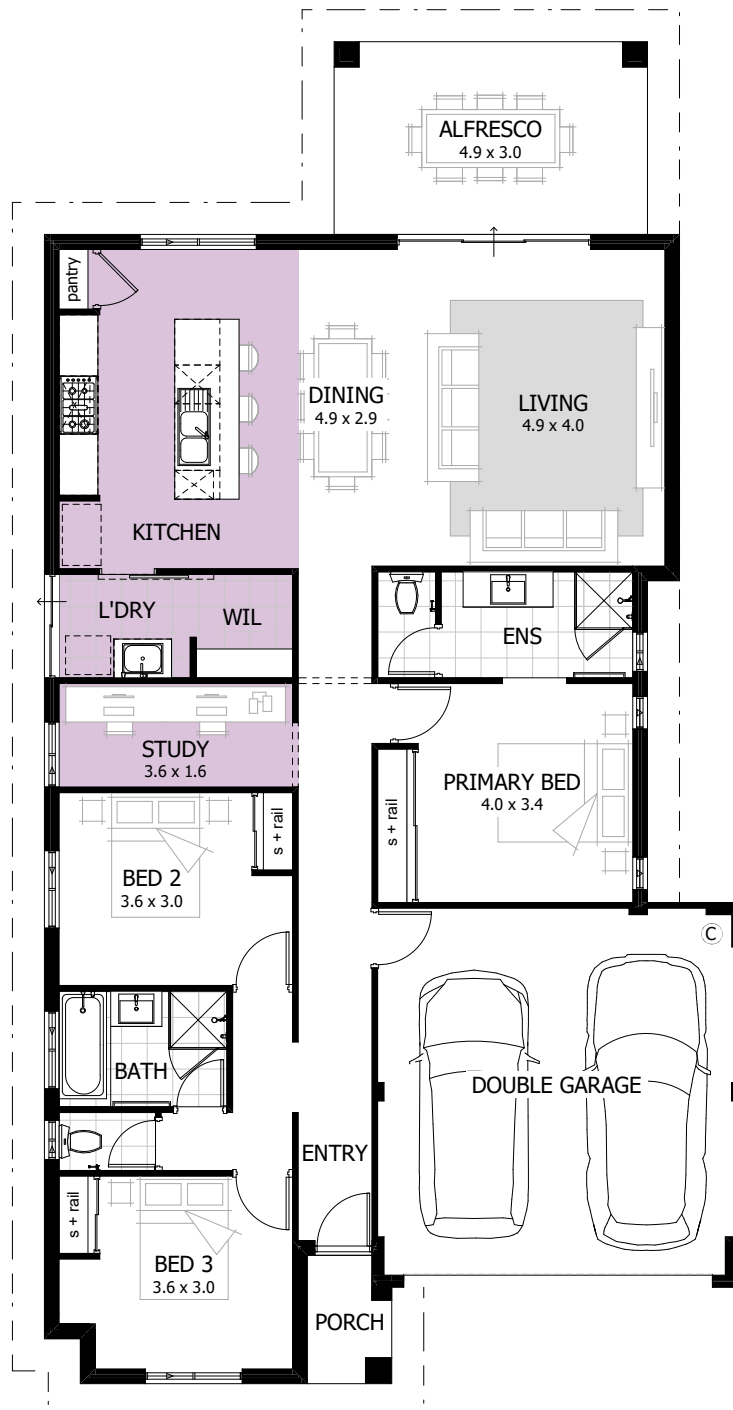 ALFRESCO
4.9 x 3.0
pantry
DINING
4.9 x 2.9
LIVING
4.9 x 4.0
KITCHEN
L'DRY
WIL
ENS
STUDY
3.6 x 1.6
PRIMARY BED
4.0 x 3.4
s + rail
s + rail
BED 2
3.6 x 3.0
C
BATH
DOUBLE GARAGE
ENTRY
s + rail
BED 3
3.6 x 3.0
PORCH